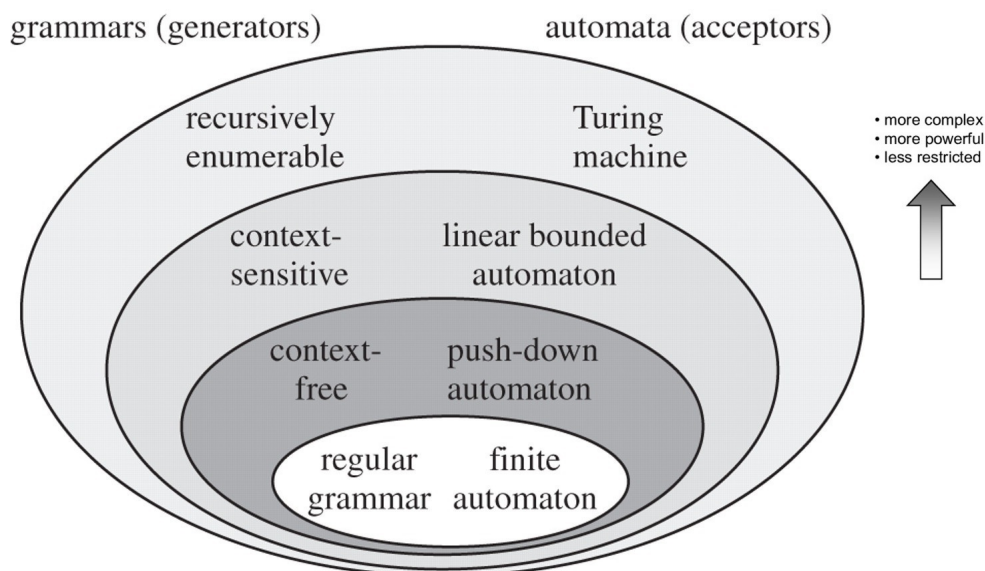 grammars (generators)
automata (acceptors)
recursively
enumerable
Turing
machine
• more complex
• more powerful
• less restricted
context-
sensitive
linear bounded
automaton
context-
free
push-down
automaton
regular
grammar
finite
automaton